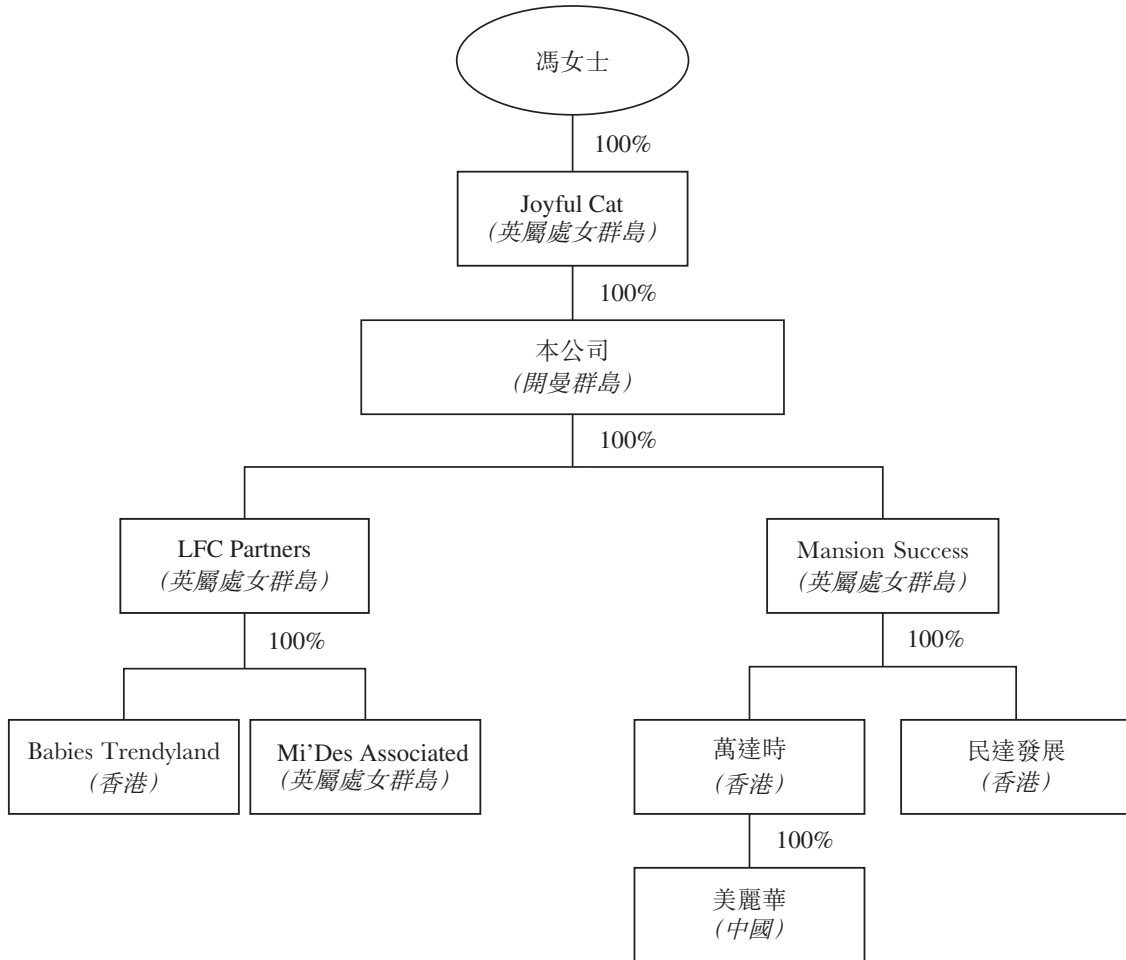 馮女士
100%
Joyful Cat
(英屬處女群島)
100%
本公司
(開曼群島)
100%
LFC Partners
(英屬處女群島)
Mansion Success
(英屬處女群島)
100%
100%
Babies Trendyland
(香港)
Mi’Des Associated
(英屬處女群島)
萬達時
(香港)
民達發展
(香港)
100%
美麗華
(中國)